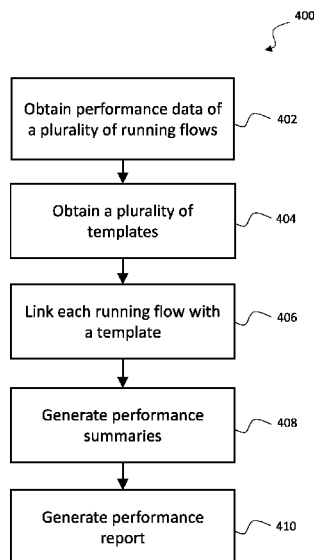 400
Obtain performance data of
a plurality of running flows
402
Obtain a plurality of
templates
404
Link each running flow with
a template
406
Generate performance
summaries
408
Generate performance
report
410